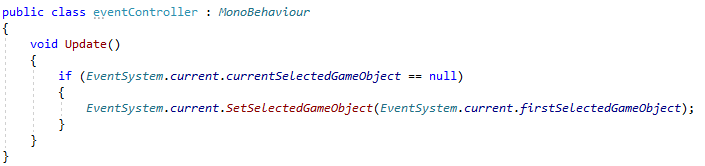 public class eventController : MonoBehaviour
{
    void Update()
    {
        if (EventSystem.current.currentSelectedGameObject == null)
        {
            EventSystem.current.SetSelectedGameObject(EventSystem.current.firstSelectedGameObject);
        }
    }
}